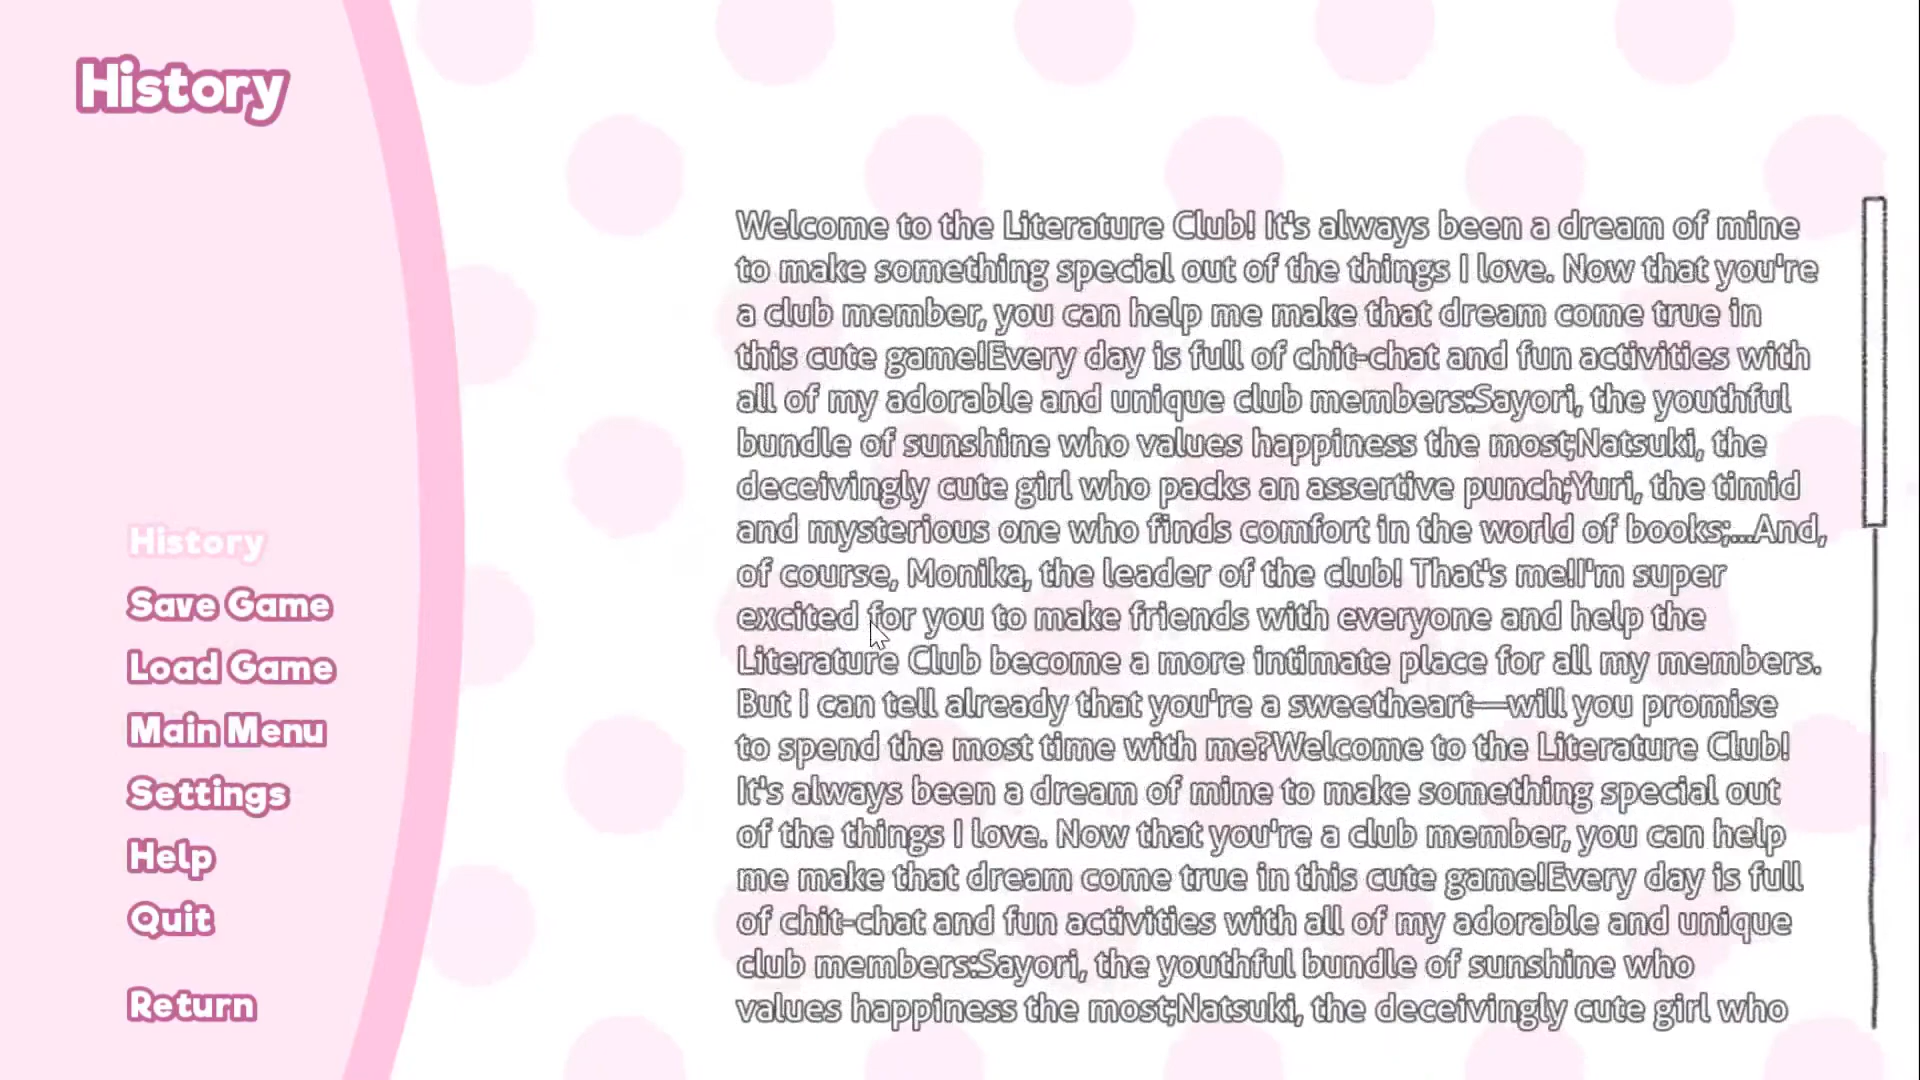 History
Welcome to the Literature Club! It's always been a dream of mine
to make something special out of the things I love. Now that you're
a club member, you can help me make that dream come true in
this cute game!Every day is full of chit-chat and fun activities with
all of my adorable and unique club members:Sayori, the youthful
bundle of sunshine who values happiness the most;Natsuki, the
deceivingly cute girl who packs an assertive punch;Yuri, the timid
and mysterious one who finds comfort in the world of books;...And,
of course, Monika, the leader of the club! That's me!I'm super
excited for you to make friends with everyone and help the
Literature Club become a more intimate place for all my members.
But I can tell already that you're a sweetheart—will you promise
to spend the most time with me?Welcome to the Literature Club!
It's always been a dream of mine to make something special out
of the things I love. Now that you're a club member, you can help
me make that dream come true in this cute game!Every day is full
of chit-chat and fun activities with all of my adorable and unique
club members:Sayori, the youthful bundle of sunshine who
values happiness the most;Natsuki, the deceivingly cute girl who
History
Save Game
Load Game
Main Menu
Settings
Help
Quit
Return